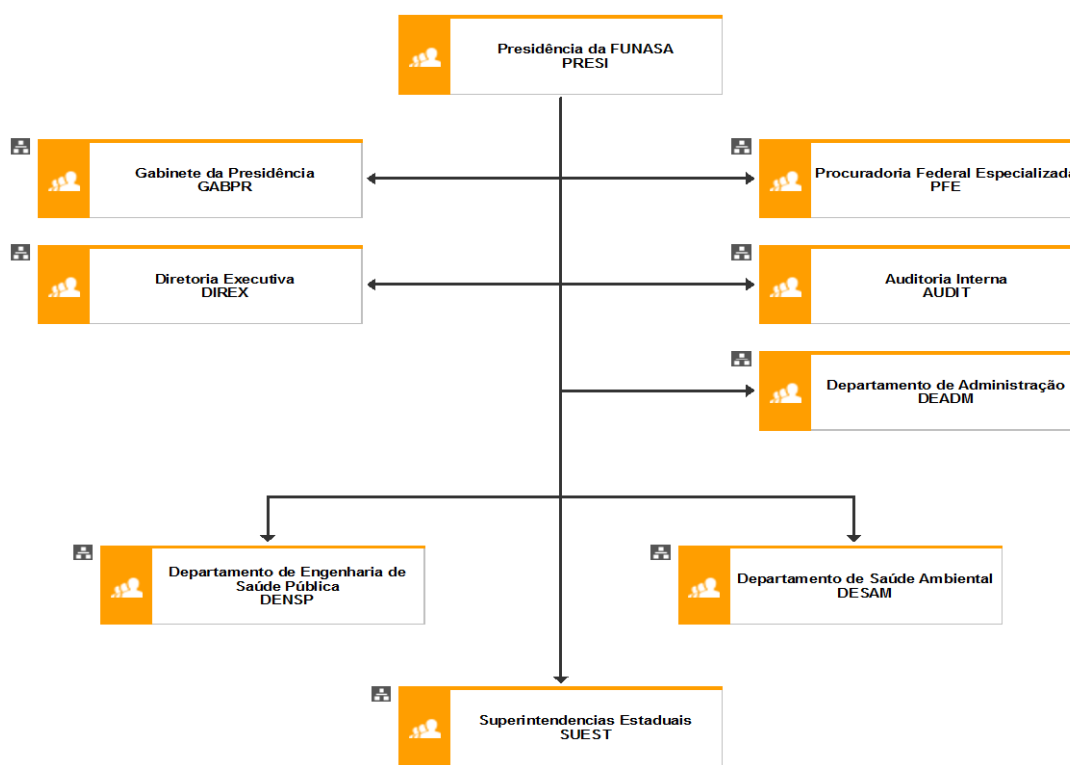 Presidência da FUNASA
PRESI
Gabinete da Presidência
GABPR
Procuradoria Federal Especializada
PFE
Diretoria Executiva
DIREX
Auditoria Interna
AUDIT
Departamento de Administração
DEADM
Departamento de Engenharia de
Saúde Pública
DENSP
Departamento de Saúde Ambiental
DESAM
Superintendencias Estaduais
SUEST